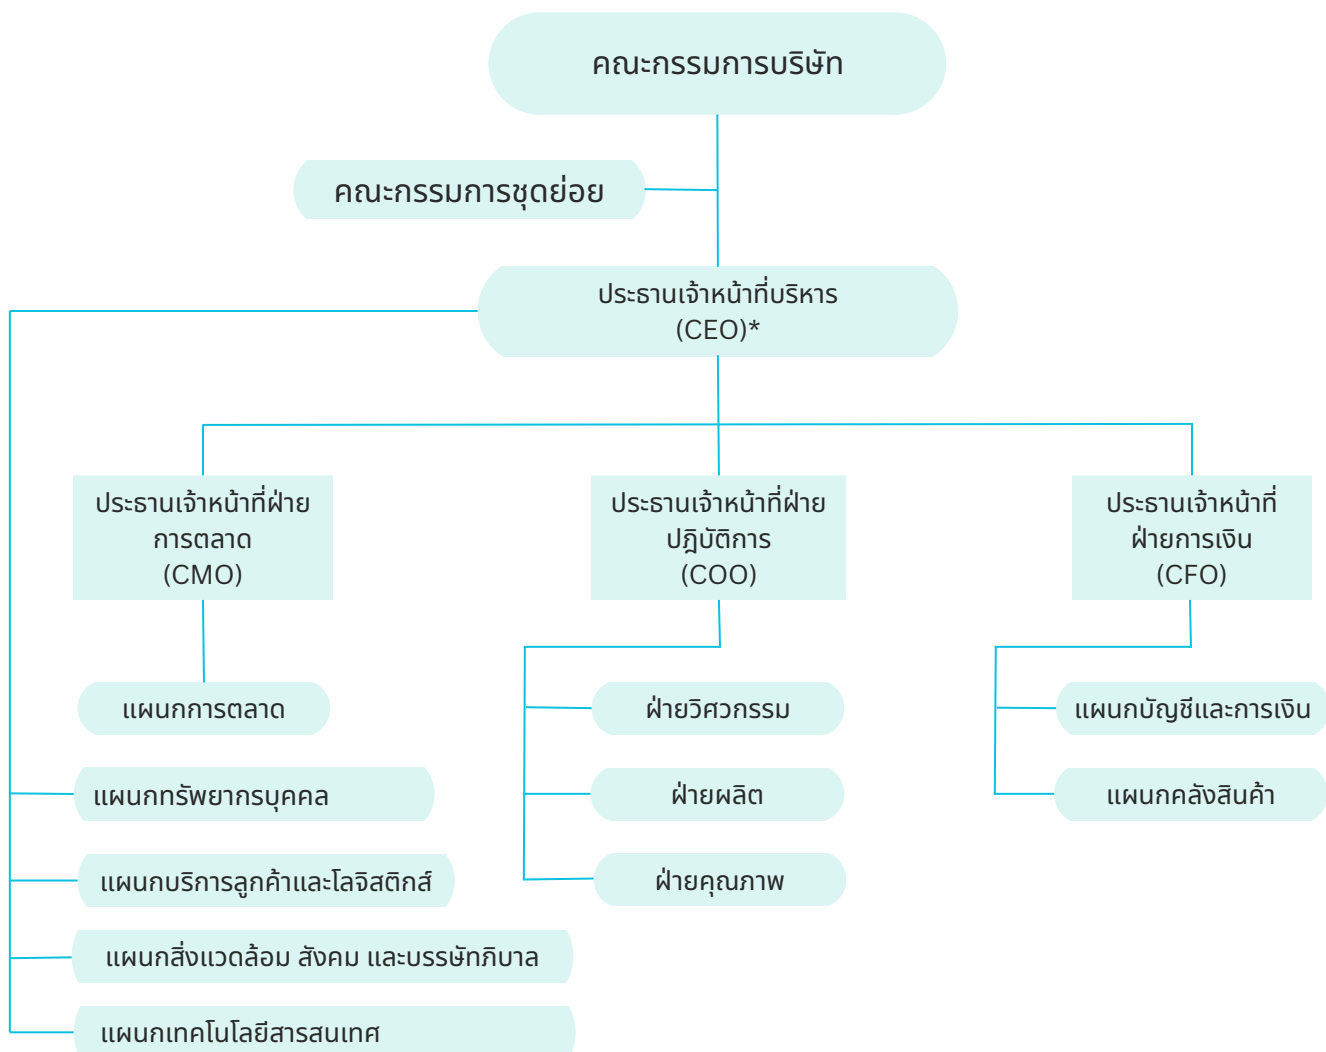 คณะกรรมการบริษัท
คณะกรรมการชุดย่อย
ประธานเจ้าหน้าที่บริหาร
(CEO)*
ประธานเจ้าหน้าที่ฝ่าย
การตลาด
(CMO)
ประธานเจ้าหน้าที่ฝ่าย
ปฎิบัติการ
(COO)
ประธานเจ้าหน้าที่
ฝ่ายการเงิน
(CFO)
แผนกการตลาด
ฝ่ายวิศวกรรม
แผนกบัญชีและการเงิน
แผนกทรัพยากรบุคคล
ฝ่ายผลิต
แผนกคลังสินค้า
แผนกบริการลูกค้าและโลจิสติกส์
ฝ่ายคุณภาพ
แผนกสิ่งแวดล้อม สังคม และบรรษัทภิบาล
แผนกเทคโนโลยีสารสนเทศ